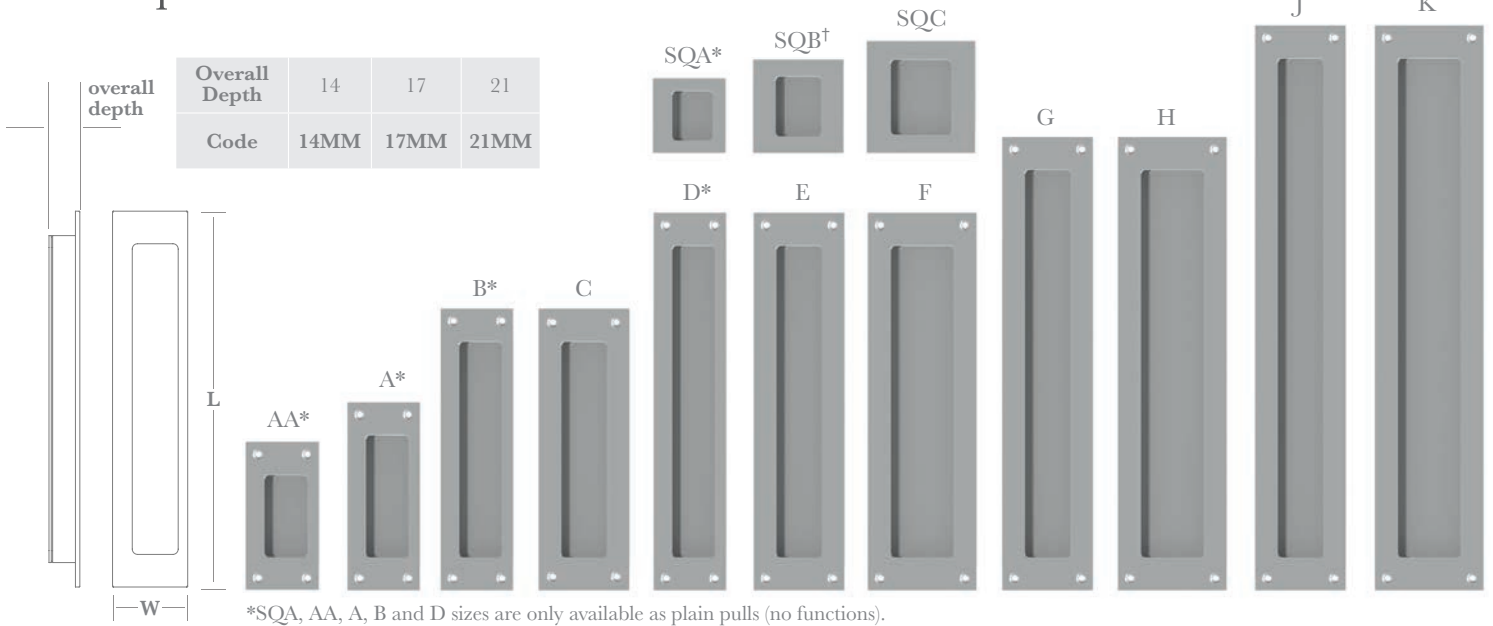 overall
depth
Overall
Depth
14
17
21
Code
14MM
17MM
21MM
SQA*
SQB†
SQC
J
K
G
H
D*
E
F
B*
C
A*
AA*
L
W
*SQA, AA, A, B and D sizes are only available as plain pulls (no functions).